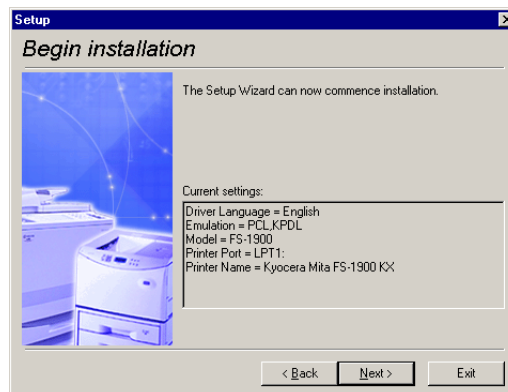 Setup
Begin installation
The Setup Wizard can now commence installation.
Current settings:
Driver Language = English
Emulation = PCL,KPDL
Model = FS-1900
Printer Port = LPT1:
Printer Name = Kyocera Mita FS-1900 KX
< Back Next > Exit